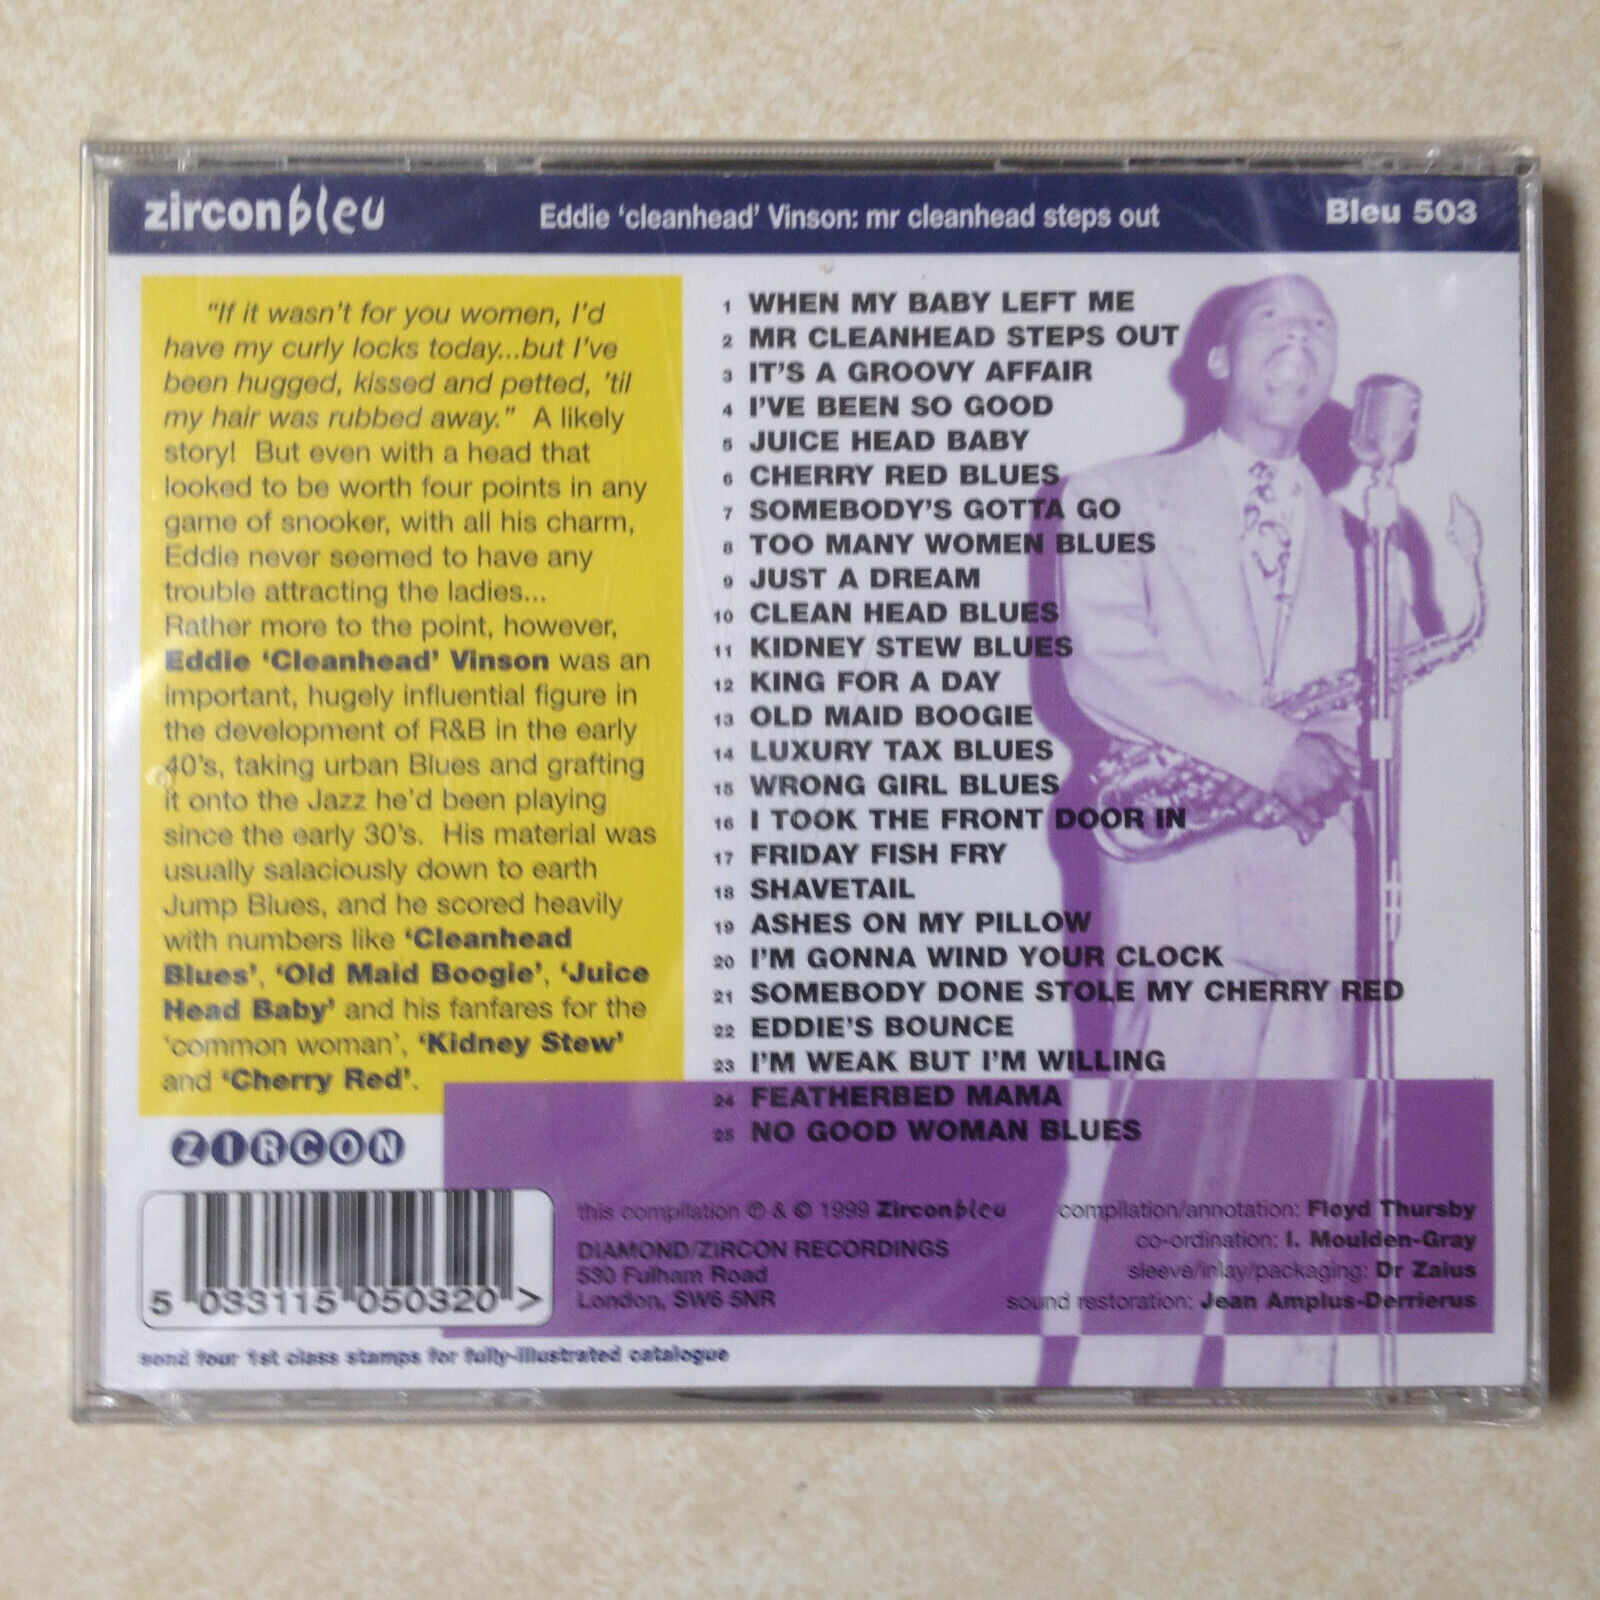 zirconbleu
Eddie ‘cleanhead’ Vinson: mr cleanhead steps out
Bleu 503
"If it wasn't for you women, I'd
have my curly locks today...but I've
been hugged, kissed and petted, 'til
my hair was rubbed away." A likely
story! But even with a head that
looked to be worth four points in any
game of snooker, with all his charm,
Eddie never seemed to have any
trouble attracting the ladies...
Rather more to the point, however,
Eddie ‘Cleanhead’ Vinson was an
important, hugely influential figure in
the development of R&B in the early
40's, taking urban Blues and grafting
it onto the Jazz he'd been playing
since the early 30's. His material was
usually salaciously down to earth
Jump Blues, and he scored heavily
with numbers like ‘Cleanhead
Blues’, ‘Old Maid Boogie’, ‘Juice
Head Baby’ and his fanfares for the
‘common woman’, ‘Kidney Stew’
and ‘Cherry Red’.
1 WHEN MY BABY LEFT ME
2 MR CLEANHEAD STEPS OUT
3 IT'S A GROOVY AFFAIR
4 I'VE BEEN SO GOOD
5 JUICE HEAD BABY
6 CHERRY RED BLUES
7 SOMEBODY'S GOTTA GO
8 TOO MANY WOMEN BLUES
9 JUST A DREAM
10 CLEAN HEAD BLUES
11 KIDNEY STEW BLUES
12 KING FOR A DAY
13 OLD MAID BOOGIE
14 LUXURY TAX BLUES
15 WRONG GIRL BLUES
16 I TOOK THE FRONT DOOR IN
17 FRIDAY FISH FRY
18 SHAVETAIL
19 ASHES ON MY PILLOW
20 I'M GONNA WIND YOUR CLOCK
21 SOMEBODY DONE STOLE MY CHERRY RED
22 EDDIE'S BOUNCE
23 I'M WEAK BUT I'M WILLING
24 FEATHERBED MAMA
25 NO GOOD WOMAN BLUES
ZIRCON
5 033115 050320 >
this compilation ℗ & © 1999 Zirconbleu
DIAMOND/ZIRCON RECORDINGS
530 Fulham Road
London, SW6 5NR
compilation/annotation: Floyd Thursby
co-ordination: I. Moulden-Gray
sleeve/inlay/packaging: Dr Zaius
sound restoration: Jean Amplus-Derrierus
send four 1st class stamps for fully-illustrated catalogue